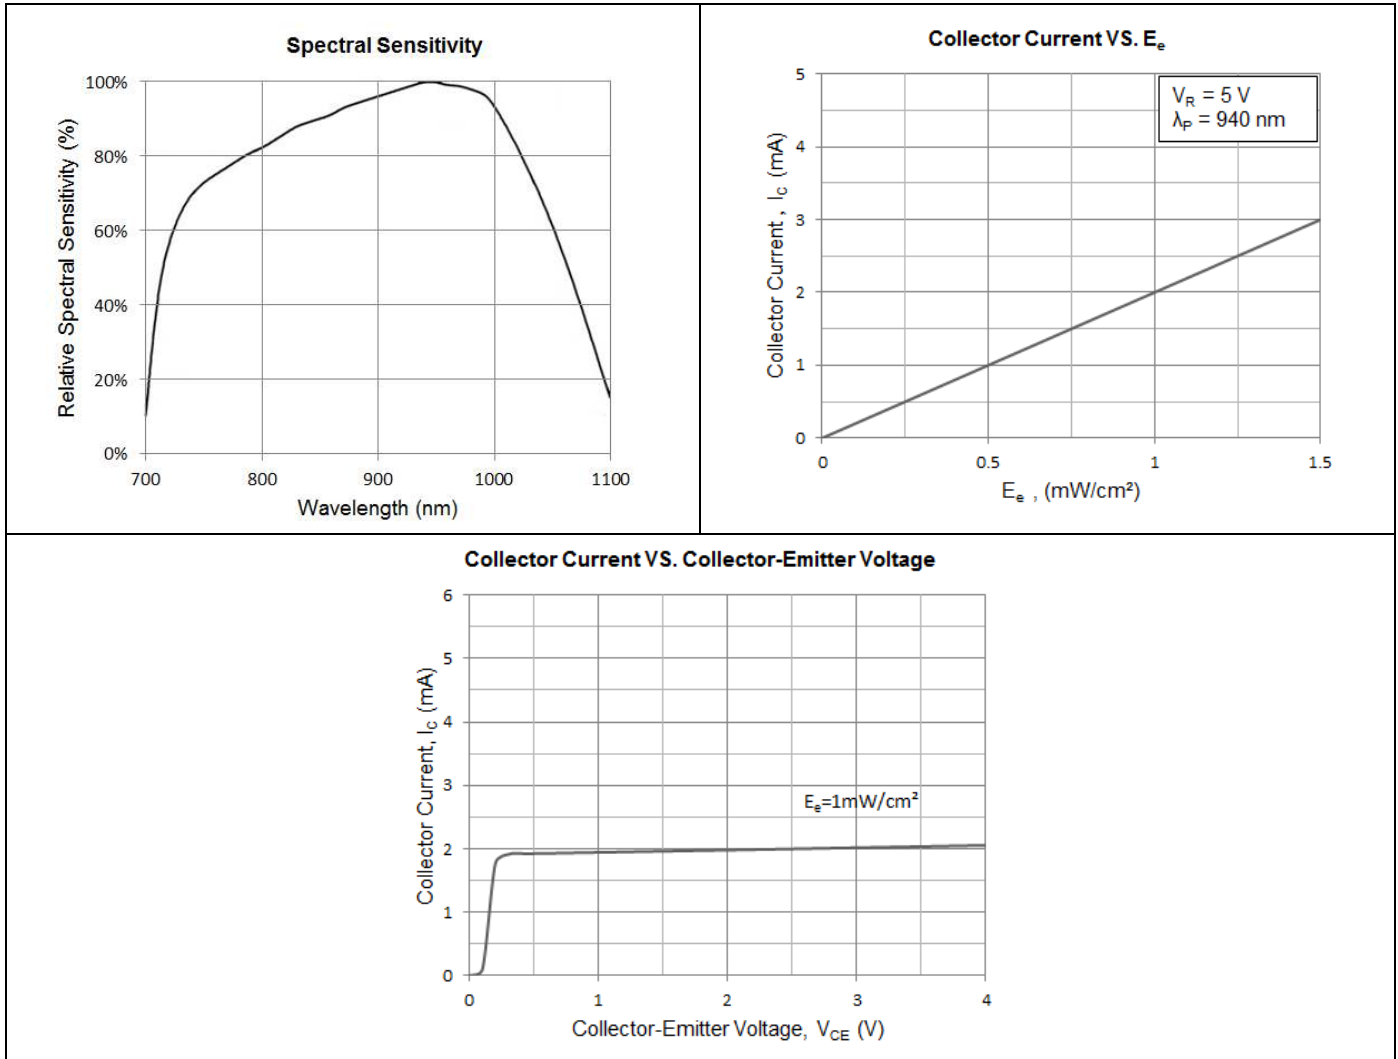 Spectral Sensitivity
100%
80%
60%
40%
20%
0%
Relative Spectral Sensitivity (%)
700 800 900 1000 1100
Wavelength (nm)
Collector Current VS. Eₑ
V_R = 5 V
λ_P = 940 nm
5
4
3
2
1
0
Collector Current , I_C (mA)
0 0.5 1 1.5
Eₑ , (mW/cm²)
Collector Current VS. Collector-Emitter Voltage
6
5
4
3
2
1
0
Collector Current, I_C (mA)
Eₑ=1mW/cm²
0 1 2 3 4
Collector-Emitter Voltage, V_CE (V)